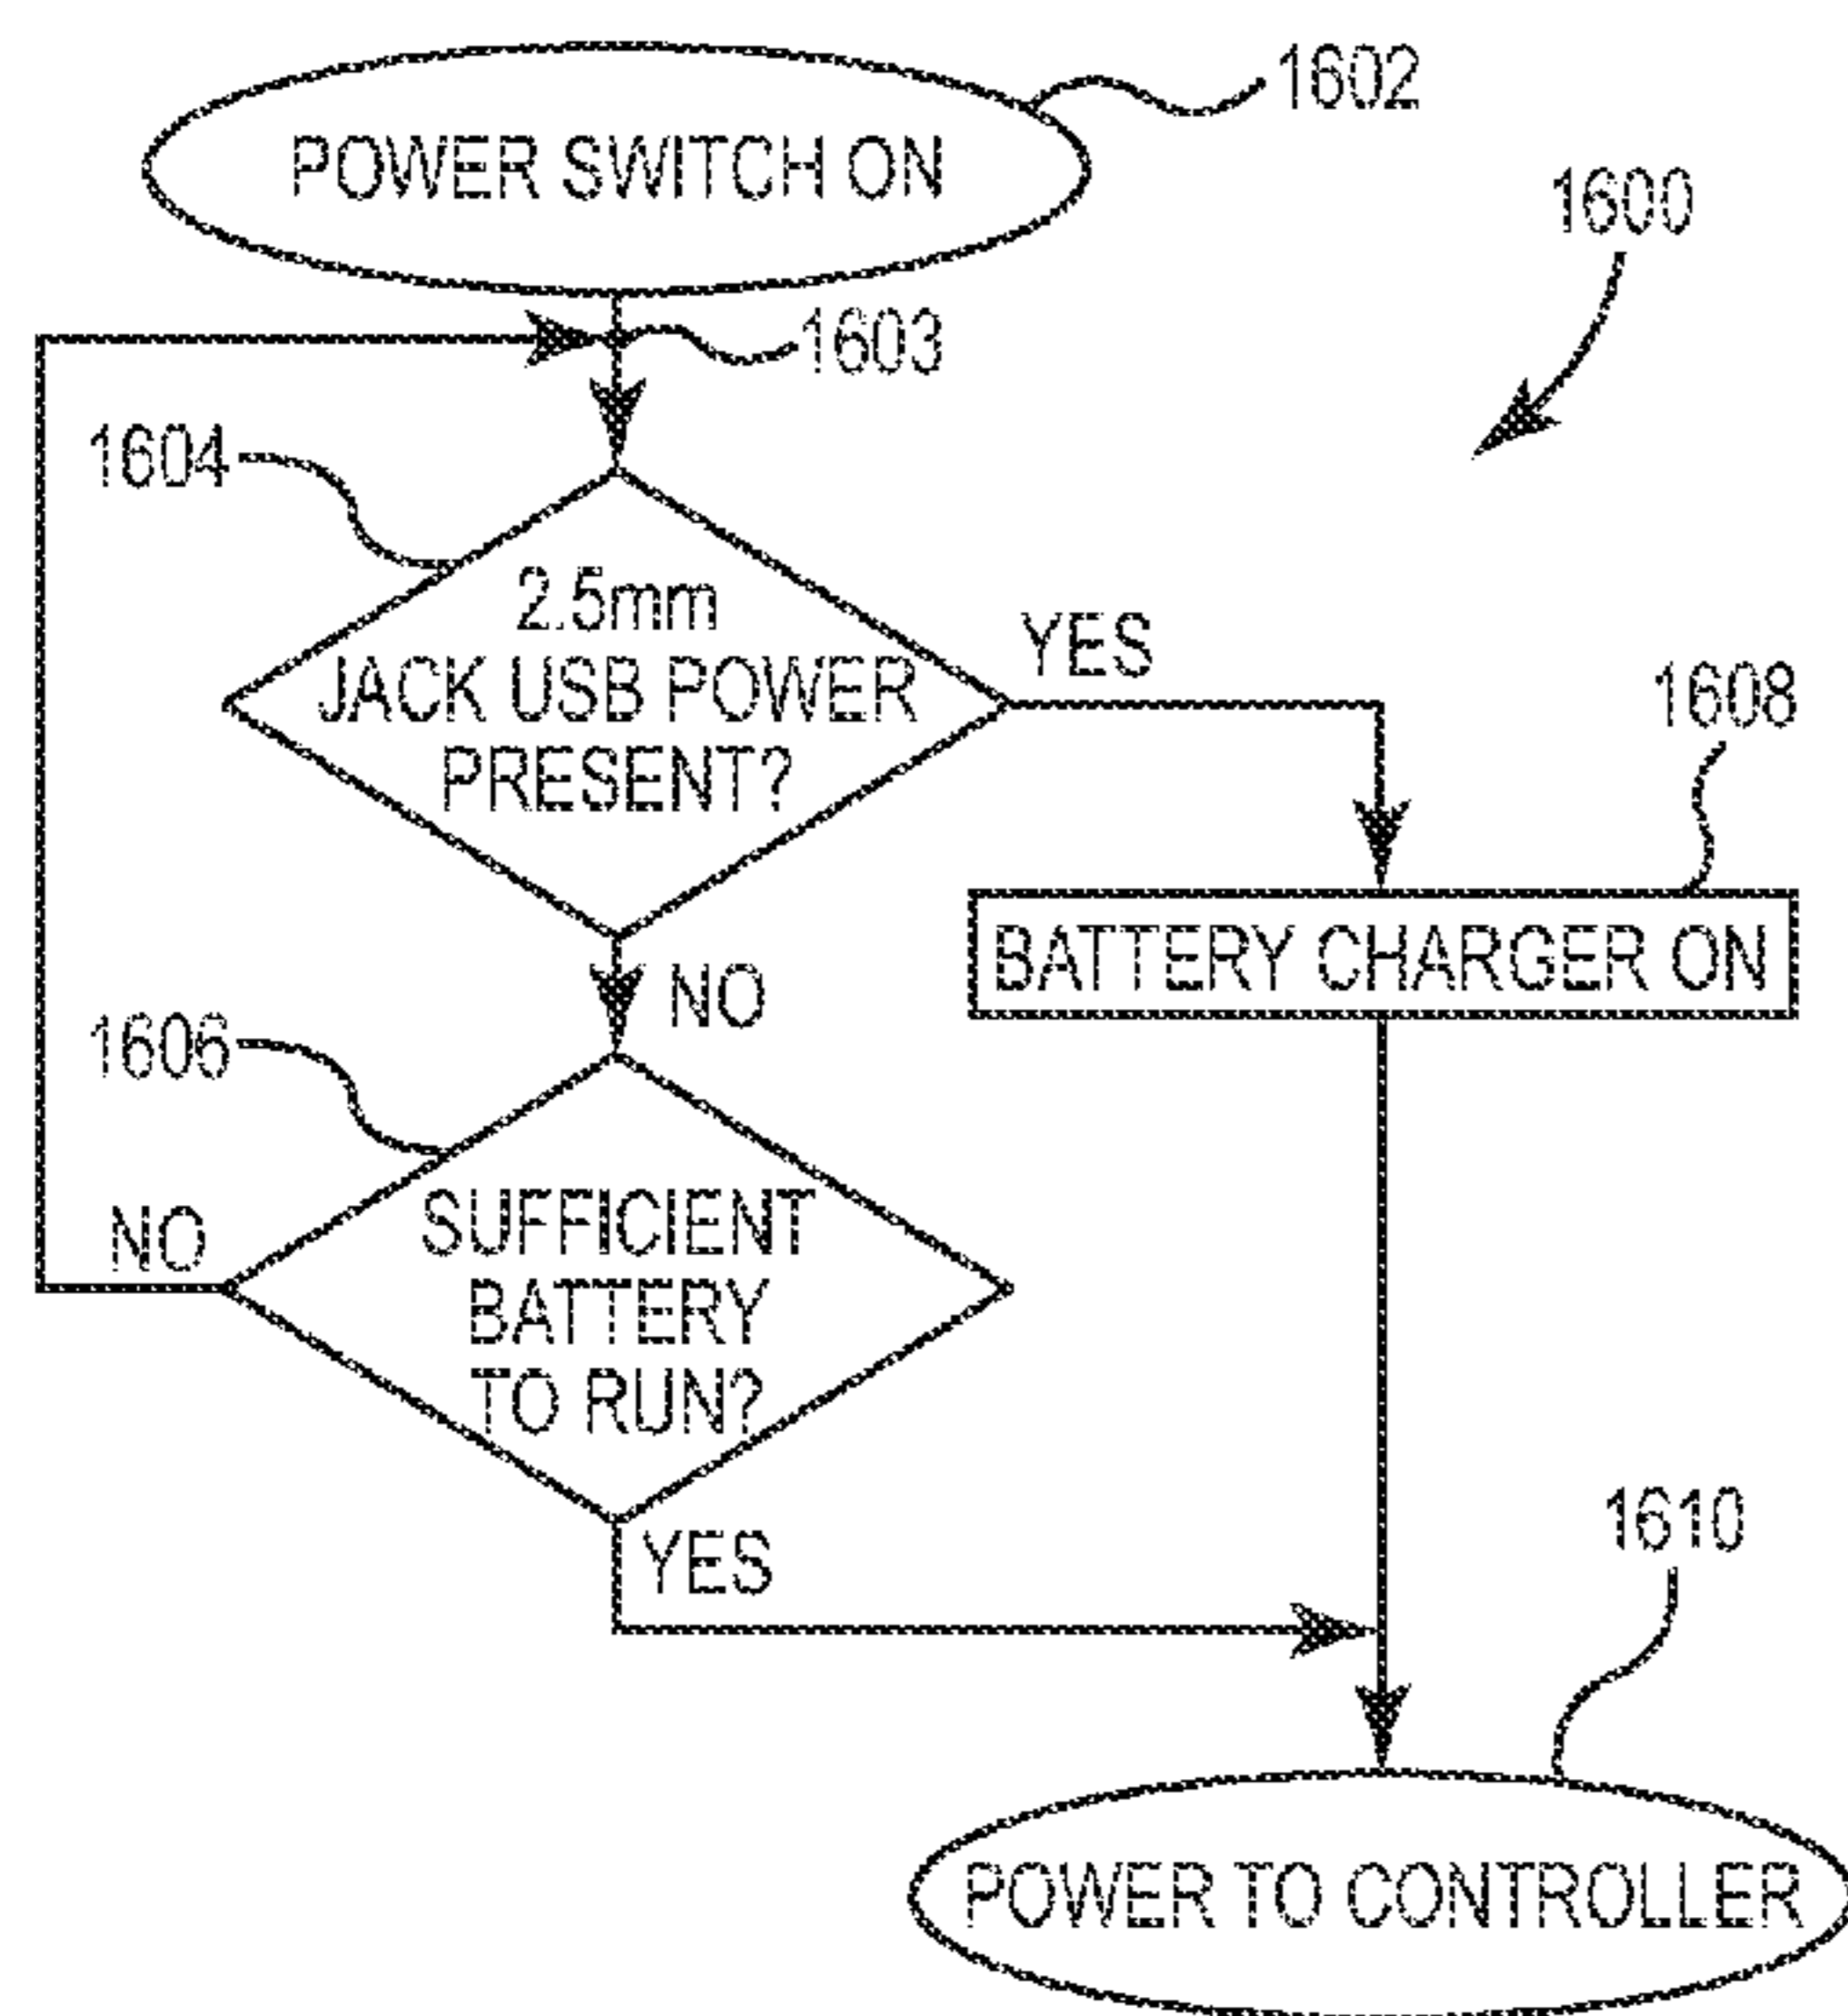 1602
POWER SWITCH ON
1600
1603
1604
2.5mm
JACK USB POWER
PRESENT?
YES
1608
BATTERY CHARGER ON
NO
1606
NO
SUFFICIENT
BATTERY
TO RUN?
YES
1610
POWER TO CONTROLLER